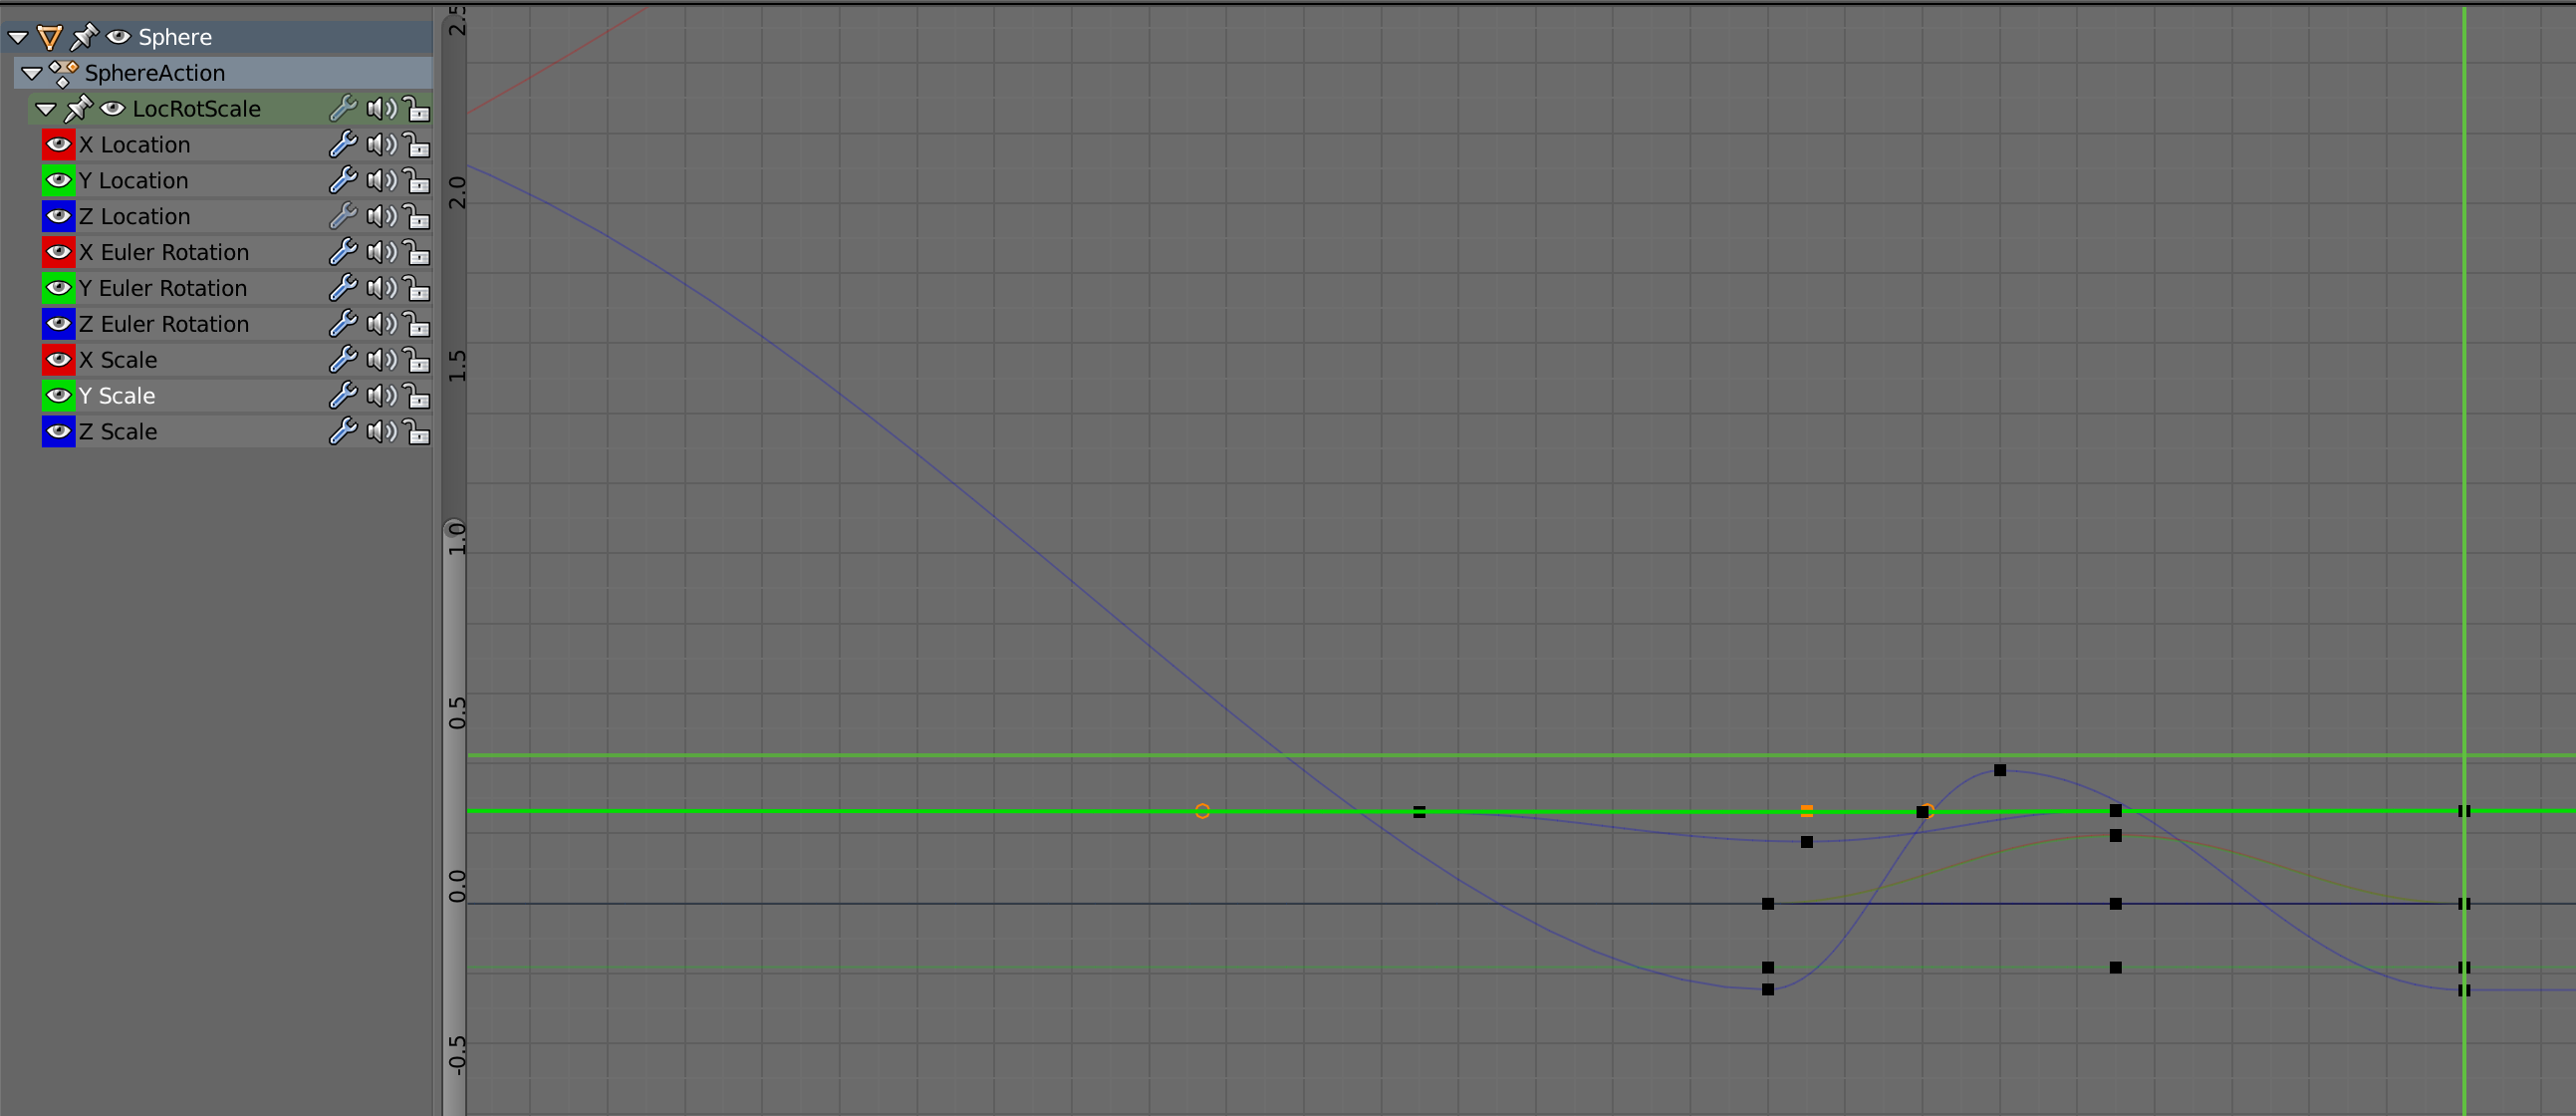 Sphere
SphereAction
LocRotScale
X Location
Y Location
Z Location
X Euler Rotation
Y Euler Rotation
Z Euler Rotation
X Scale
Y Scale
Z Scale
2.5
2.0
1.5
1.0
0.5
0.0
-0.5